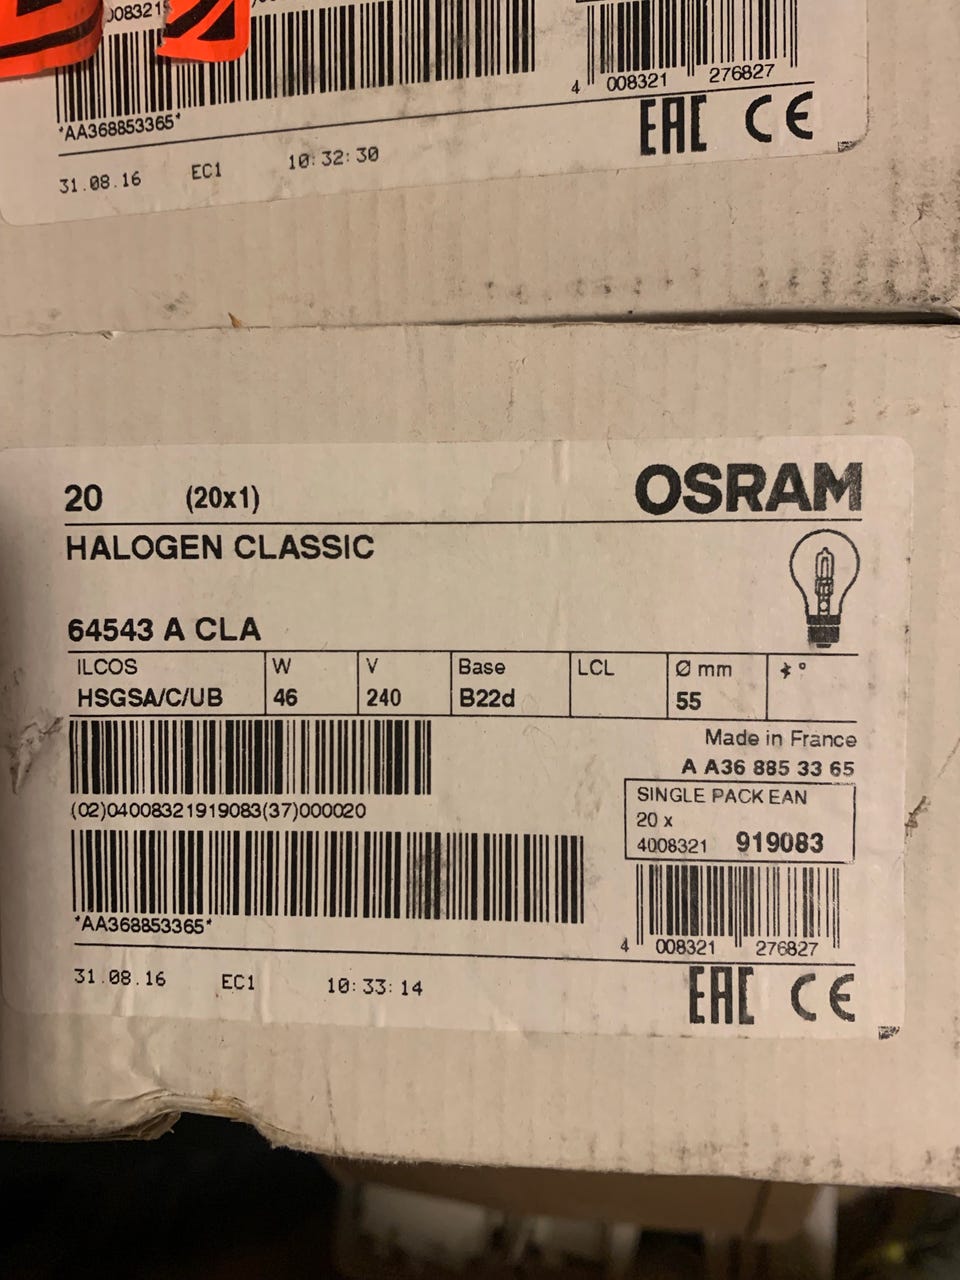 008321
4 008321 276827
*AA368853365*
EAC CE
31.08.16 EC1 10:32:30
20 (20x1) OSRAM
HALOGEN CLASSIC
64543 A CLA
ILCOS W V Base LCL Ø mm °
HSGSA/C/UB 46 240 B22d 55
Made in France
A A36 885 33 65
SINGLE PACK EAN
20 x
4008321 919083
(02)04008321919083(37)000020
*AA368853365*
4 008321 276827
31.08.16 EC1 10:33:14
EAC CE